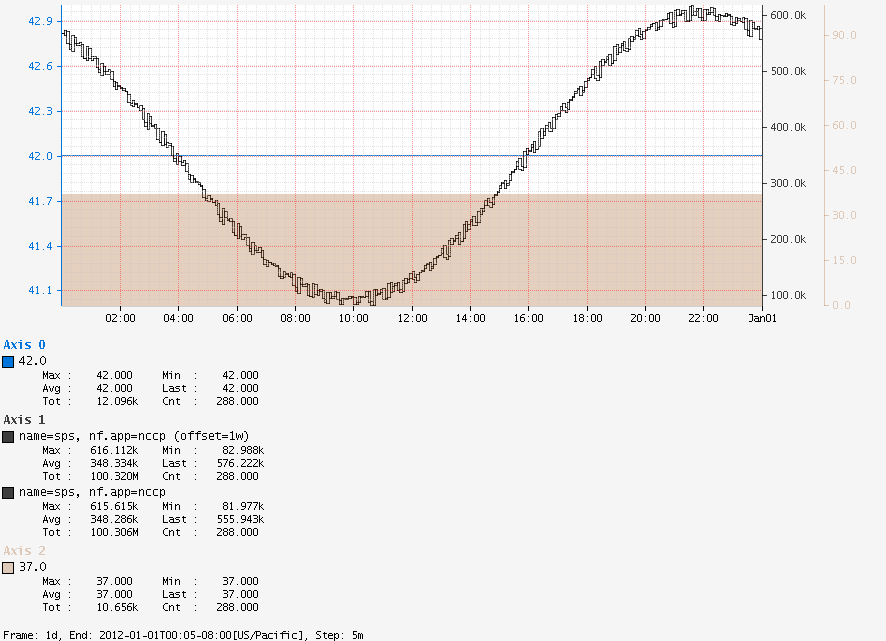 42.9
42.6
42.3
42.0
41.7
41.4
41.1
600.0k
500.0k
400.0k
300.0k
200.0k
100.0k
90.0
75.0
60.0
45.0
30.0
15.0
0.0
02:00 04:00 06:00 08:00 10:00 12:00 14:00 16:00 18:00 20:00 22:00 Jan01
Axis 0
42.0
Max : 42.000 Min : 42.000
Avg : 42.000 Last : 42.000
Tot : 12.096k Cnt : 288.000
Axis 1
name=sps, nf.app=nccp (offset=1w)
Max : 616.112k Min : 82.988k
Avg : 348.334k Last : 576.222k
Tot : 100.320M Cnt : 288.000
name=sps, nf.app=nccp
Max : 615.615k Min : 81.977k
Avg : 348.286k Last : 555.943k
Tot : 100.306M Cnt : 288.000
Axis 2
37.0
Max : 37.000 Min : 37.000
Avg : 37.000 Last : 37.000
Tot : 10.656k Cnt : 288.000
Frame: 1d, End: 2012-01-01T00:05-08:00[US/Pacific], Step: 5m